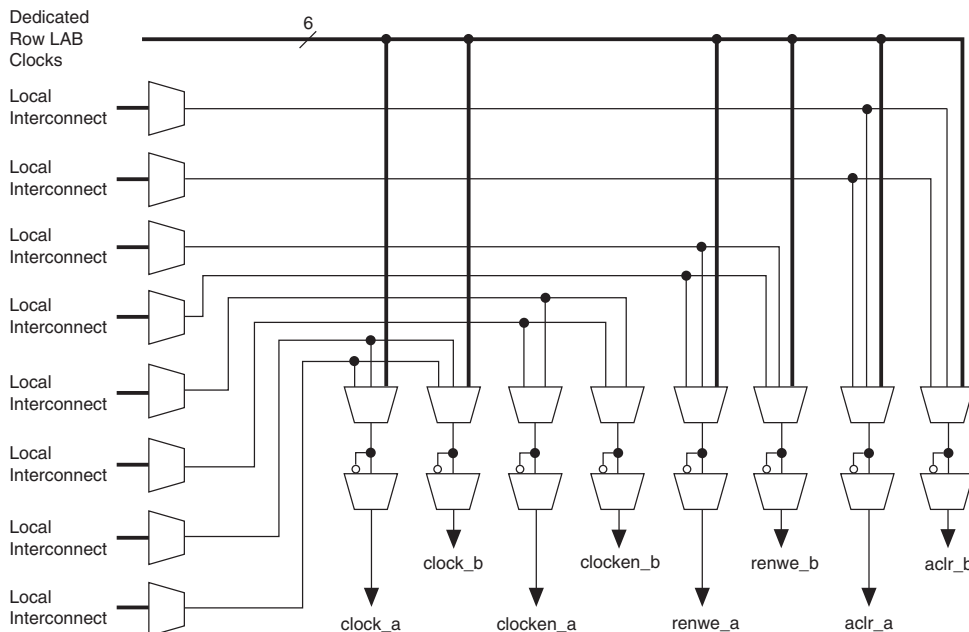 Dedicated
Row LAB
Clocks
6
Local
Interconnect
Local
Interconnect
Local
Interconnect
Local
Interconnect
Local
Interconnect
Local
Interconnect
Local
Interconnect
Local
Interconnect
clock_b
clocken_b
renwe_b
aclr_b
clock_a
clocken_a
renwe_a
aclr_a